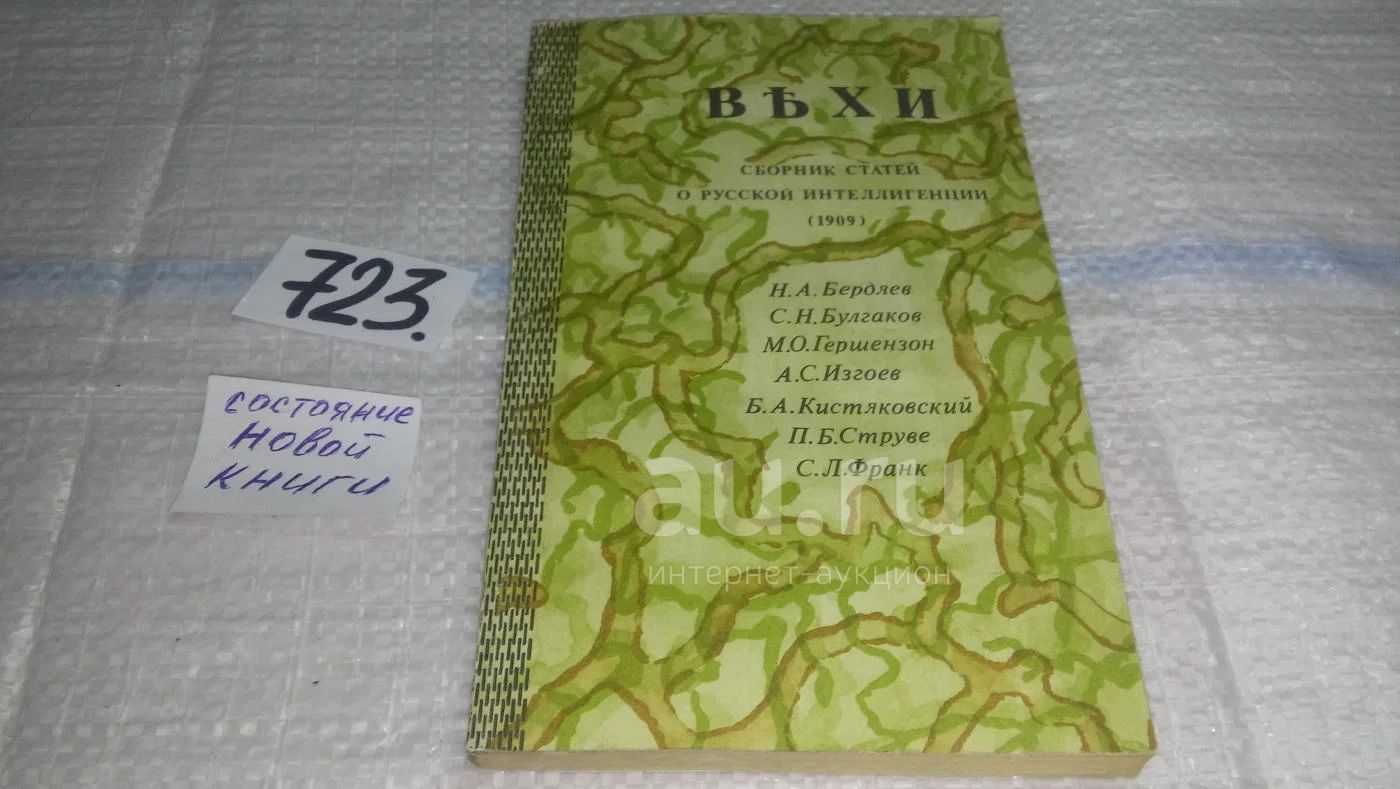 ВѢХИ
СБОРНИК СТАТЕЙ
О РУССКОЙ ИНТЕЛЛИГЕНЦИИ
(1909)
Н.А.Бердяев
С.Н.Булгаков
М.О.Гершензон
А.С.Изгоев
Б.А.Кистяковский
П.Б.Струве
С.Л.Франк
723.
состояние
новой
книги
au.ru
интернет-аукцион